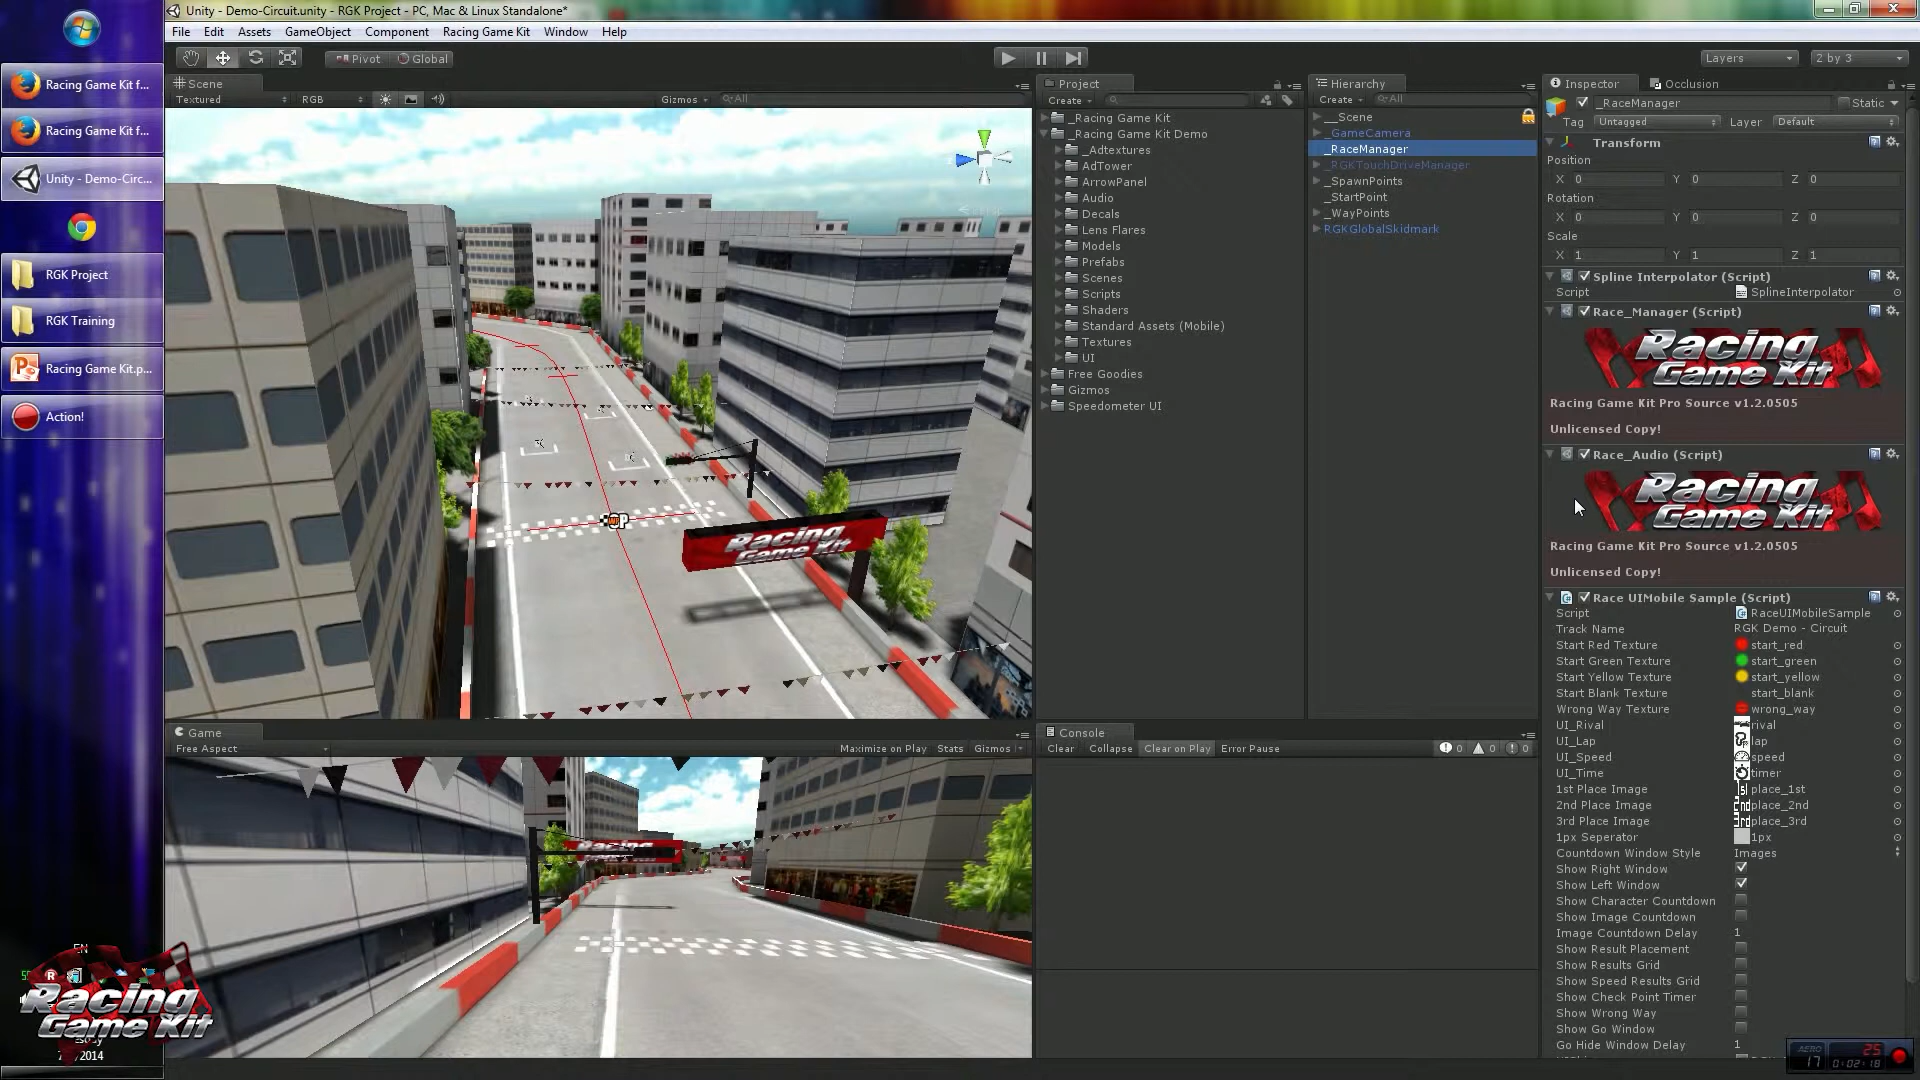 Unity - Demo-Circuit.unity - RGK Project - PC, Mac & Linux Standalone*
File Edit Assets GameObject Component Racing Game Kit Window Help
Pivot Global
Layers 2 by 3
Racing Game Kit f...
Racing Game Kit f...
Unity - Demo-Circ...
RGK Project
RGK Training
Racing Game Kit.p...
Action!
EN
Racing Game Kit
Scene
Textured RGB Gizmos All
Racing Game Kit
Game
Free Aspect Maximize on Play Stats Gizmos
Project
Create
_Racing Game Kit
_Racing Game Kit Demo
_Adtextures
AdTower
ArrowPanel
Audio
Decals
Lens Flares
Models
Prefabs
Scenes
Scripts
Shaders
Standard Assets (Mobile)
Textures
UI
Free Goodies
Gizmos
Speedometer UI
Hierarchy
Create All
__Scene
_GameCamera
_RaceManager
_RGKTouchDriveManager
_SpawnPoints
_StartPoint
_WayPoints
RGKGlobalSkidmark
Console
Clear Collapse Clear on Play Error Pause 0 0 0
Inspector Occlusion
_RaceManager Static
Tag Untagged Layer Default
Transform
Position
X 0 Y 0 Z 0
Rotation
X 0 Y 0 Z 0
Scale
X 1 Y 1 Z 1
Spline Interpolator (Script)
Script SplineInterpolator
Race_Manager (Script)
Racing Game Kit
Racing Game Kit Pro Source v1.2.0505
Unlicensed Copy!
Race_Audio (Script)
Racing Game Kit
Racing Game Kit Pro Source v1.2.0505
Unlicensed Copy!
Race UIMobile Sample (Script)
Script RaceUIMobileSample
Track Name RGK Demo - Circuit
Start Red Texture start_red
Start Green Texture start_green
Start Yellow Texture start_yellow
Start Blank Texture start_blank
Wrong Way Texture wrong_way
UI_Rival rival
UI_Lap lap
UI_Speed speed
UI_Time timer
1st Place Image place_1st
2nd Place Image place_2nd
3rd Place Image place_3rd
1px Seperator 1px
Countdown Window Style Images
Show Right Window
Show Left Window
Show Character Countdown
Show Image Countdown
Image Countdown Delay 1
Show Result Placement
Show Results Grid
Show Speed Results Grid
Show Check Point Timer
Show Wrong Way
Show Go Window
Go Hide Window Delay 1
AERO 17 25 0:02:18